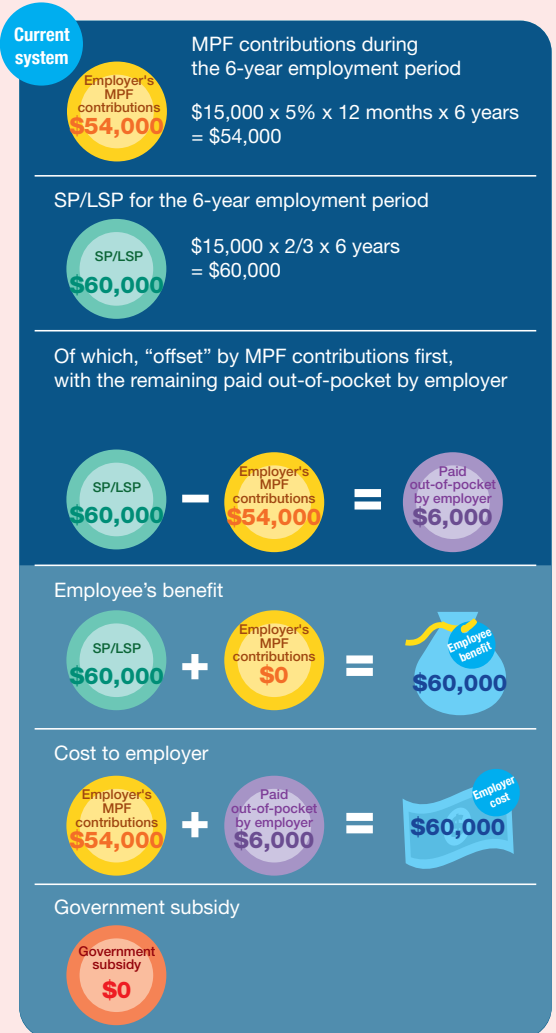 Current
system
MPF contributions during
the 6-year employment period
Employer's
MPF
contributions
$54,000
$15,000 x 5% x 12 months x 6 years
= $54,000
SP/LSP for the 6-year employment period
SP/LSP
$60,000
$15,000 x 2/3 x 6 years
= $60,000
Of which, “offset” by MPF contributions first,
with the remaining paid out-of-pocket by employer
SP/LSP
$60,000
–
Employer's
MPF
contributions
$54,000
=
Paid
out-of-pocket
by employer
$6,000
Employee’s benefit
SP/LSP
$60,000
+
Employer's
MPF
contributions
$0
=
Employee
benefit
$60,000
Cost to employer
Employer's
MPF
contributions
$54,000
+
Paid
out-of-pocket
by employer
$6,000
=
Employer
cost
$60,000
Government subsidy
Government
subsidy
$0